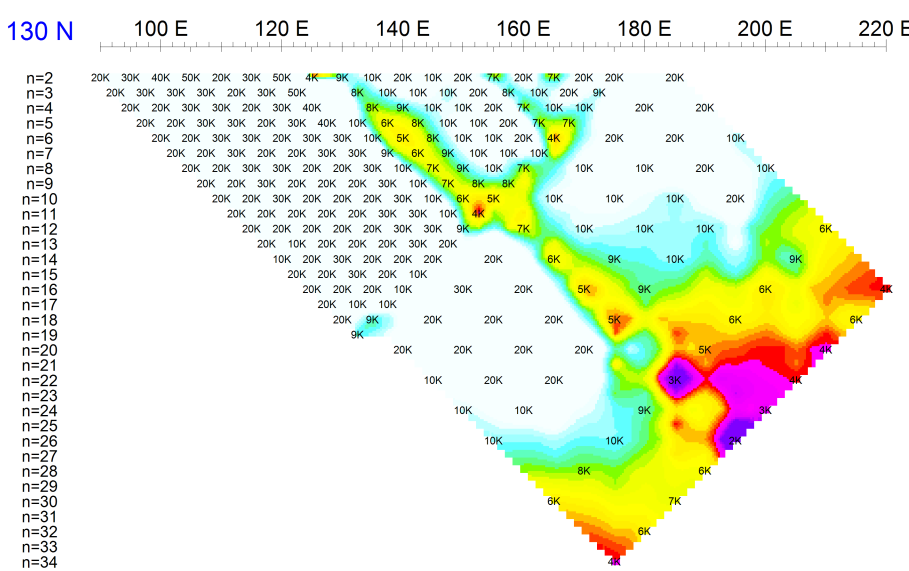 130 N 100 E 120 E 140 E 160 E 180 E 200 E 220 E
n=2 20K 30K 40K 50K 20K 30K 50K 4K 9K 10K 20K 10K 20K 7K 20K 7K 20K 20K 20K
n=3 20K 30K 30K 30K 20K 30K 50K 8K 10K 10K 10K 20K 8K 10K 20K 9K
n=4 20K 20K 30K 20K 30K 30K 40K 8K 9K 10K 10K 20K 7K 10K 10K 20K 20K
n=5 20K 20K 30K 20K 30K 30K 40K 10K 6K 8K 10K 10K 20K 7K 7K
n=6 20K 20K 30K 20K 30K 30K 10K 5K 8K 10K 10K 20K 4K 20K 20K 10K
n=7 20K 20K 30K 20K 30K 20K 30K 9K 6K 9K 10K 10K 10K
n=8 20K 20K 30K 20K 20K 30K 10K 7K 9K 10K 7K 10K 10K 20K 10K
n=9 20K 20K 30K 20K 30K 20K 30K 10K 7K 8K 8K
n=10 20K 20K 30K 20K 30K 20K 30K 10K 6K 5K 10K 10K 10K 20K
n=11 20K 20K 30K 20K 30K 20K 30K 10K 4K
n=12 20K 20K 30K 20K 30K 20K 30K 9K 7K 10K 10K 10K 6K
n=13 20K 10K 20K 30K 20K 30K 20K
n=14 10K 20K 20K 30K 20K 20K 20K 6K 9K 10K 9K
n=15 20K 20K 20K 10K 10K
n=16 20K 20K 10K 10K 30K 20K 5K 9K 6K 4K
n=17 20K 10K 10K
n=18 20K 9K 20K 20K 20K 5K 6K 6K
n=19 9K
n=20 20K 20K 20K 20K 5K 4K
n=21
n=22 10K 20K 20K 3K 4K
n=23
n=24 10K 10K 9K 3K
n=25
n=26 10K 10K 2K
n=27
n=28 8K 6K
n=29
n=30 6K 7K
n=31
n=32 6K
n=33
n=34 4K